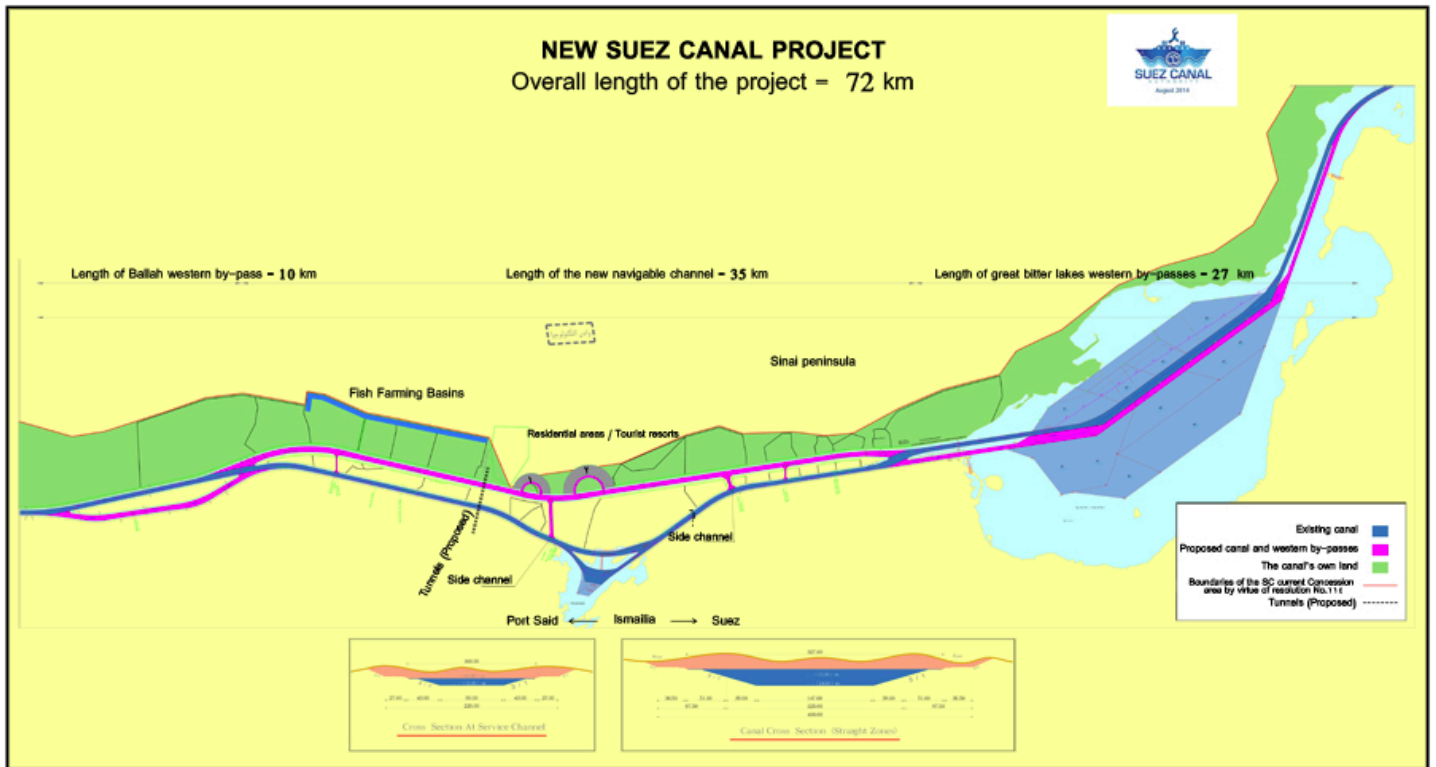 NEW SUEZ CANAL PROJECT
Overall length of the project = 72 km
SUEZ CANAL
AUTHORITY
August 2014
Length of Ballah western by-pass - 10 km
Length of the new navigable channel - 35 km
Length of great bitter lakes western by-passes - 27 km
Sinai peninsula
Fish Farming Basins
Residential areas / Tourist resorts
Tunnels (Proposed)
Side channel
Side channel
Port Said ← Ismailia → Suez
Existing canal
Proposed canal and western by-passes
The canal's own land
Boundaries of the SC current Concession
area by virtue of resolution No.
Tunnels (Proposed)
Cross Section At Service Channel
Canal Cross Section (Straight Zones)